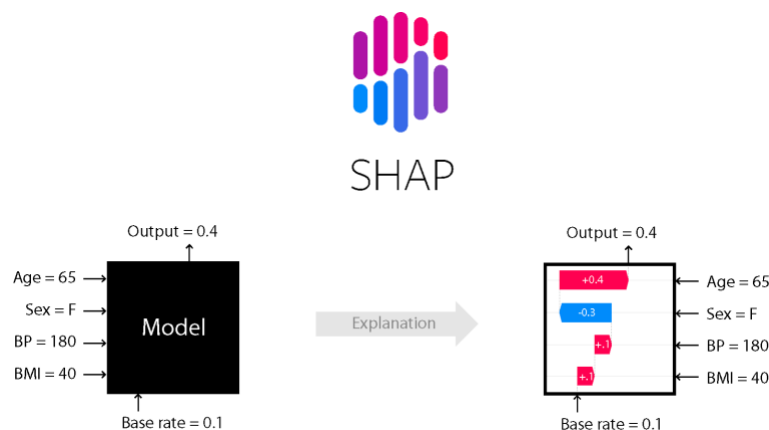 SHAP
Output = 0.4
Age = 65
Sex = F
BP = 180
BMI = 40
Model
Base rate = 0.1
Explanation
Output = 0.4
+0.4
Age = 65
-0.3
Sex = F
+.1
BP = 180
+.1
BMI = 40
Base rate = 0.1